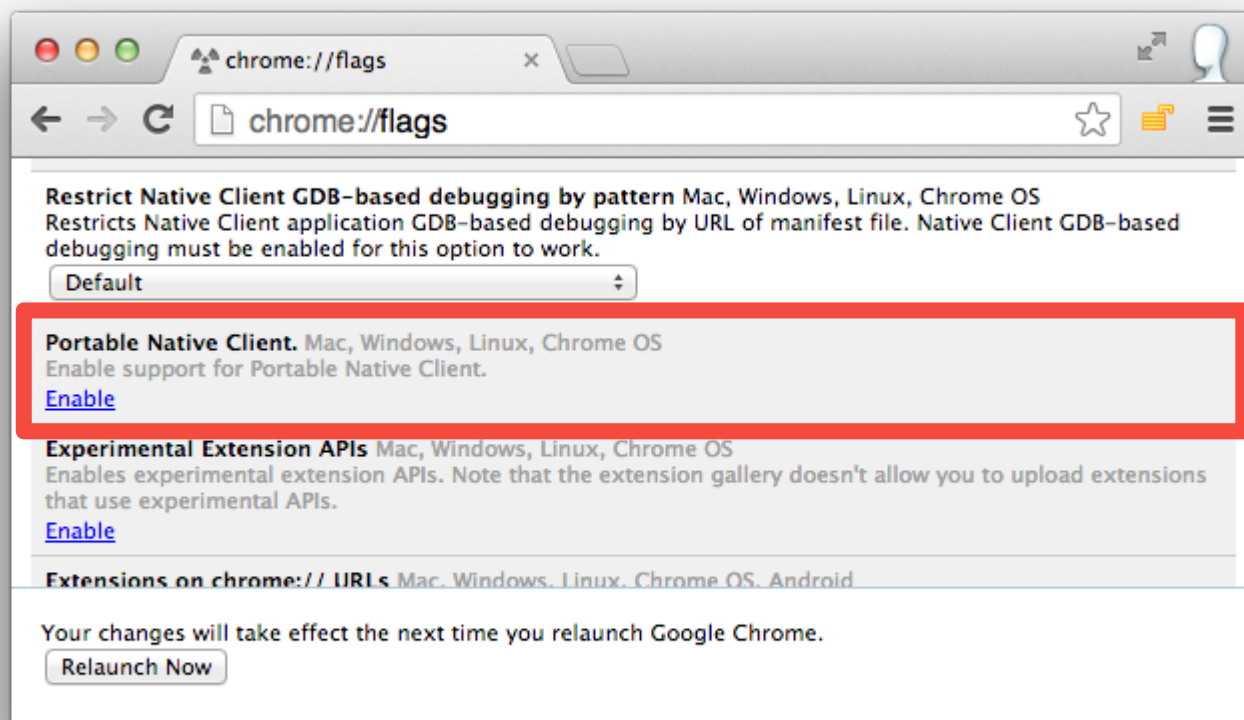 chrome://flags
chrome://flags
Restrict Native Client GDB-based debugging by pattern Mac, Windows, Linux, Chrome OS
Restricts Native Client application GDB-based debugging by URL of manifest file. Native Client GDB-based
debugging must be enabled for this option to work.
Default
Portable Native Client. Mac, Windows, Linux, Chrome OS
Enable support for Portable Native Client.
Enable
Experimental Extension APIs Mac, Windows, Linux, Chrome OS
Enables experimental extension APIs. Note that the extension gallery doesn't allow you to upload extensions
that use experimental APIs.
Enable
Extensions on chrome:// URLs Mac, Windows, Linux, Chrome OS, Android
Your changes will take effect the next time you relaunch Google Chrome.
Relaunch Now